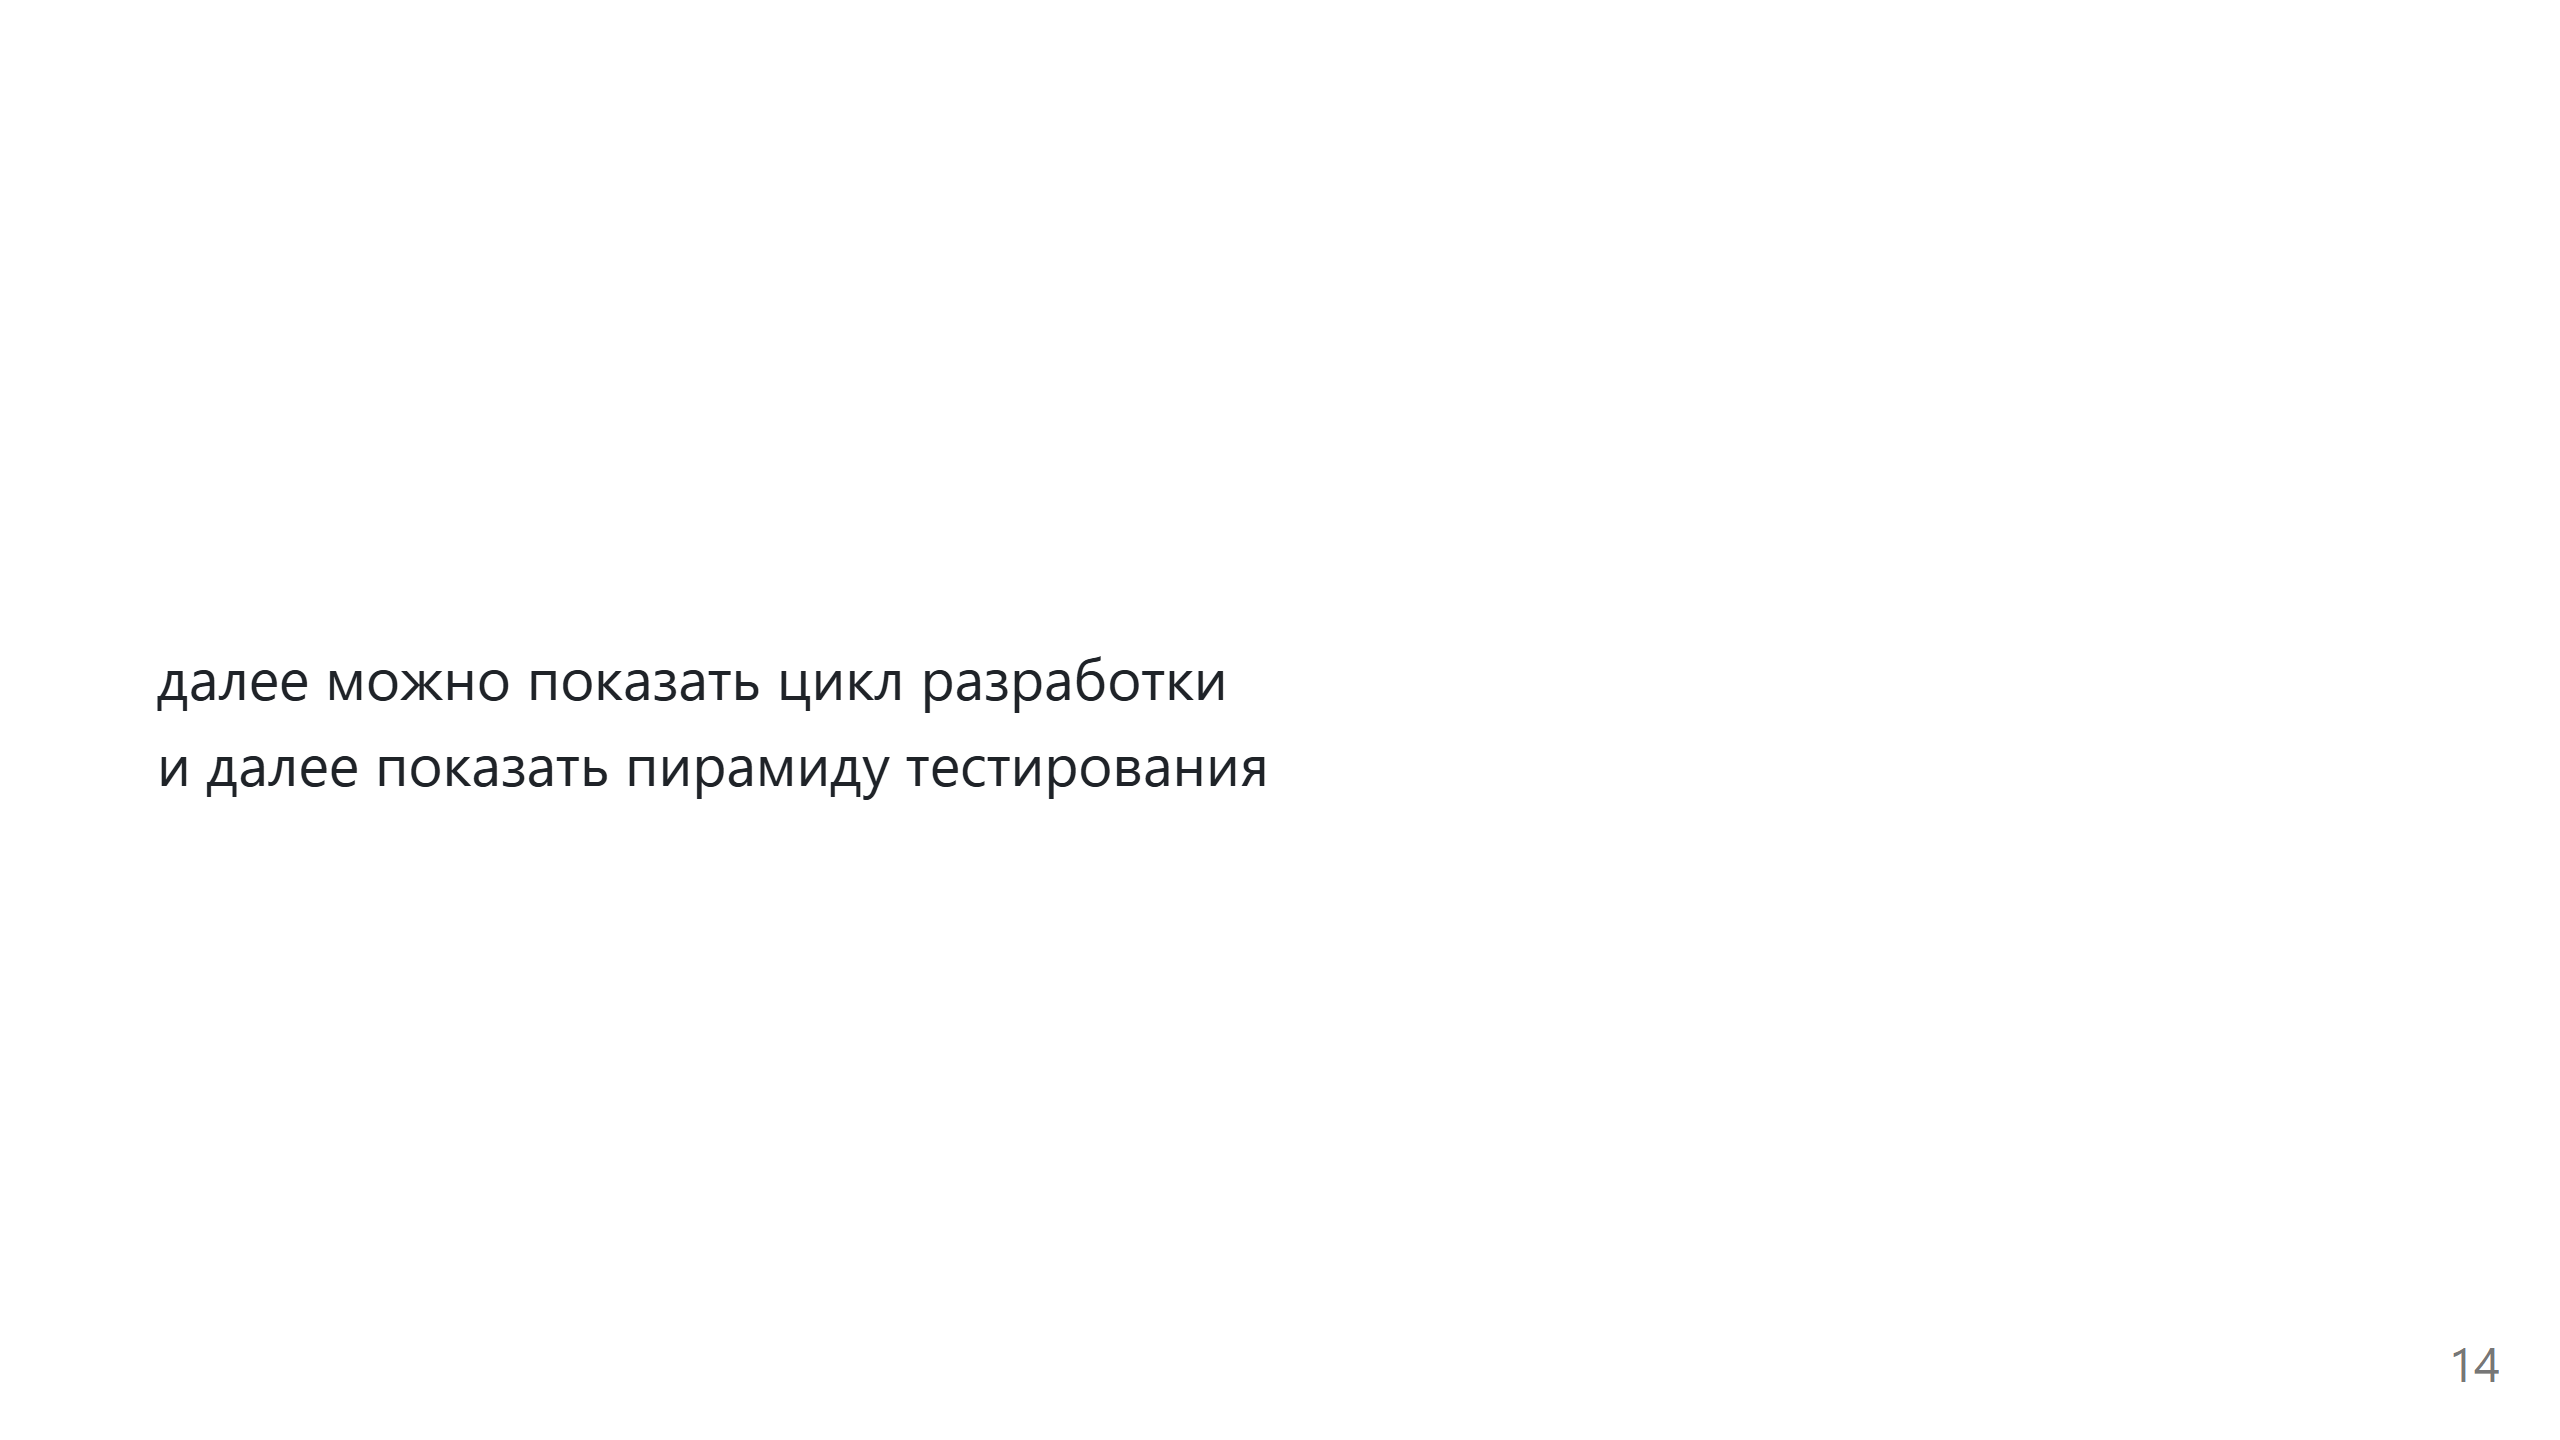 далее можно показать цикл разработки
и далее показать пирамиду тестирования
14